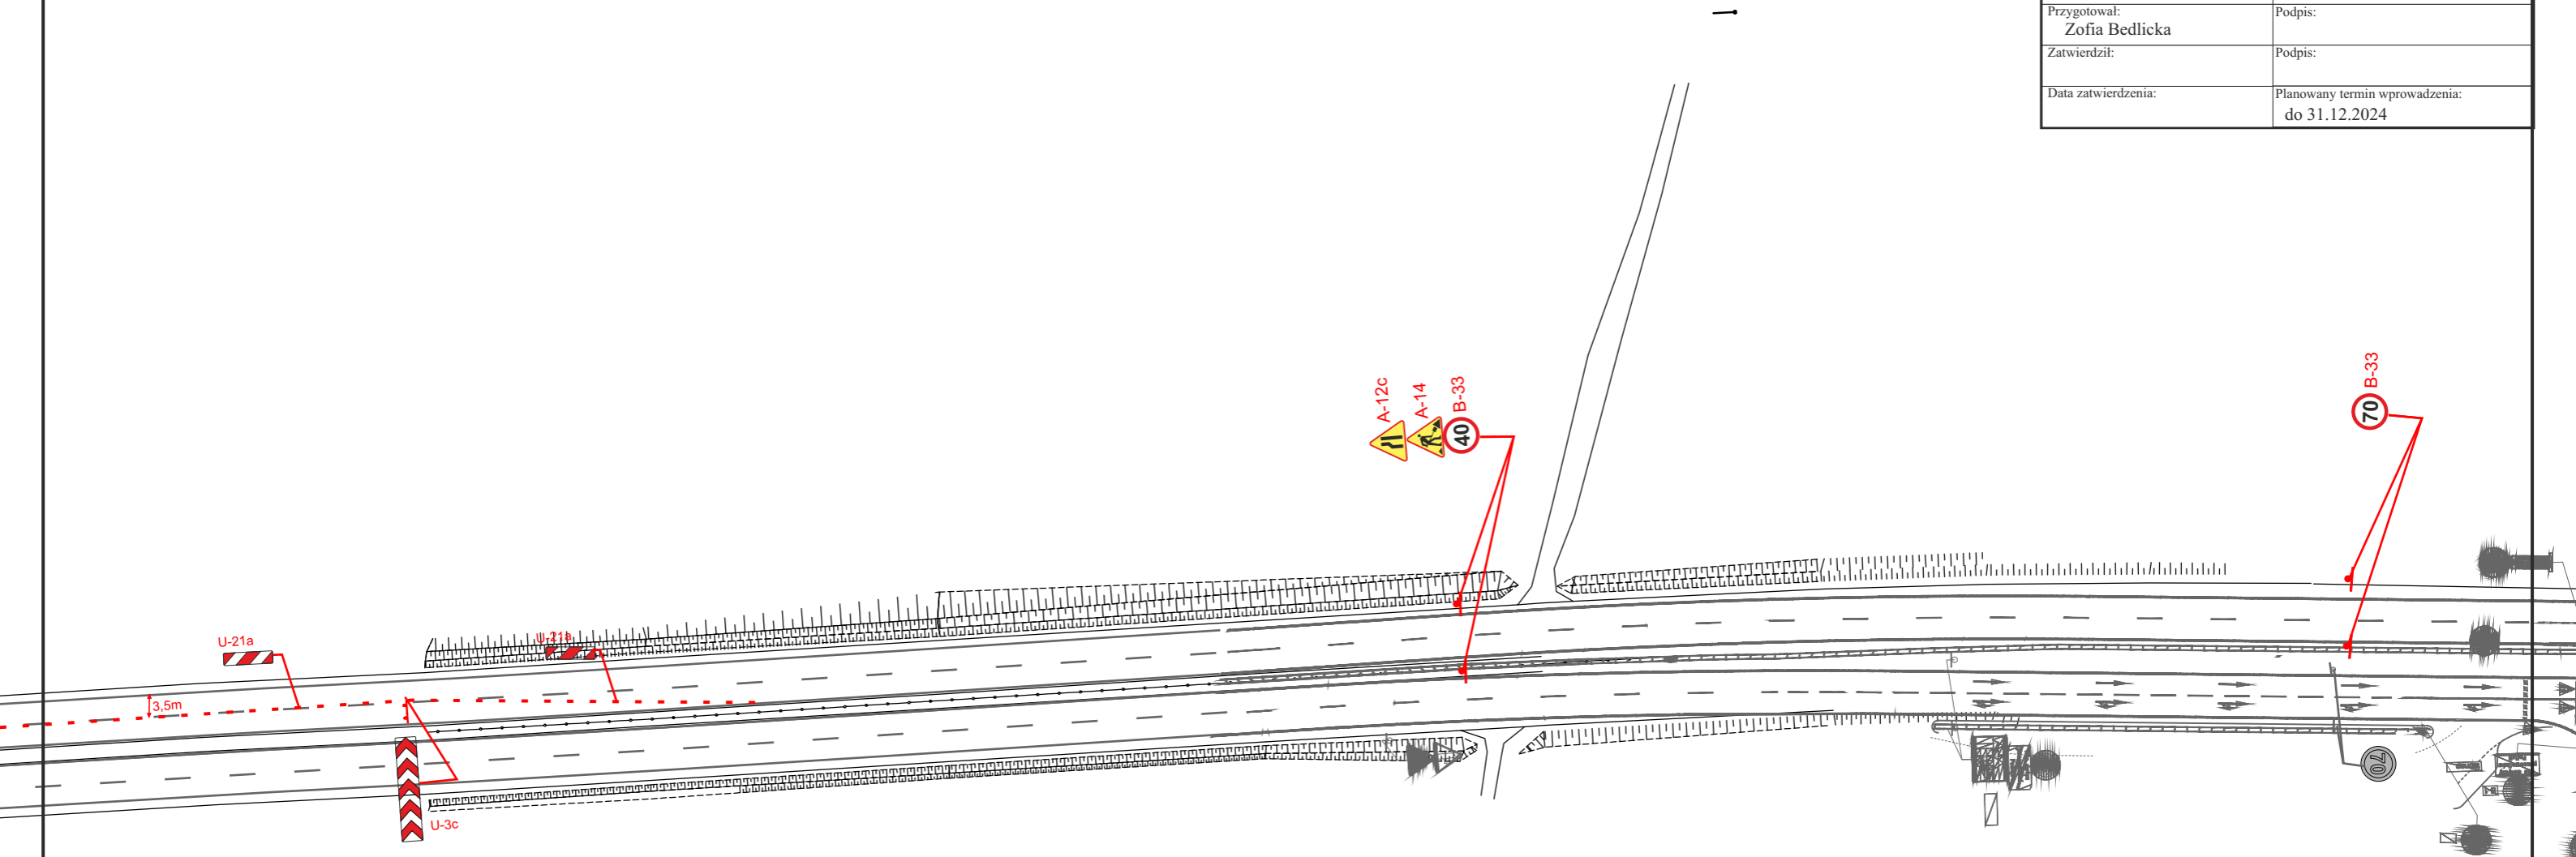 Przygotował:
Zofia Bedlicka
Podpis:
Zatwierdził:
Podpis:
Data zatwierdzenia:
Planowany termin wprowadzenia:
do 31.12.2024
A-12c
A-14
B-33
40
B-33
70
U-21a
U-21a
3,5m
U-3c
70